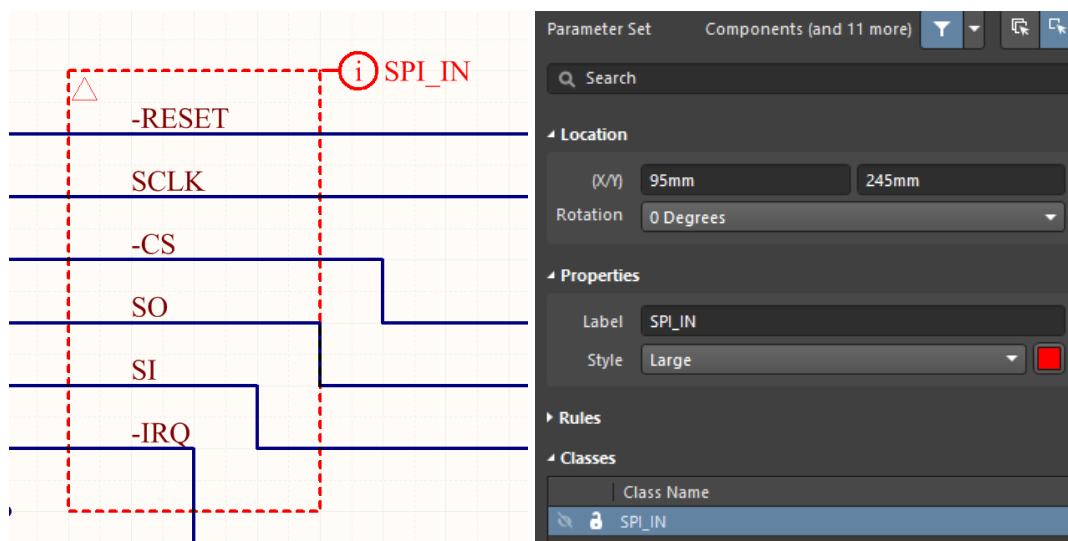 SPI_IN
-RESET
SCLK
-CS
SO
SI
-IRQ
Parameter Set Components (and 11 more)
Search
Location
(X/Y) 95mm 245mm
Rotation 0 Degrees
Properties
Label SPI_IN
Style Large
Rules
Classes
Class Name
SPI_IN